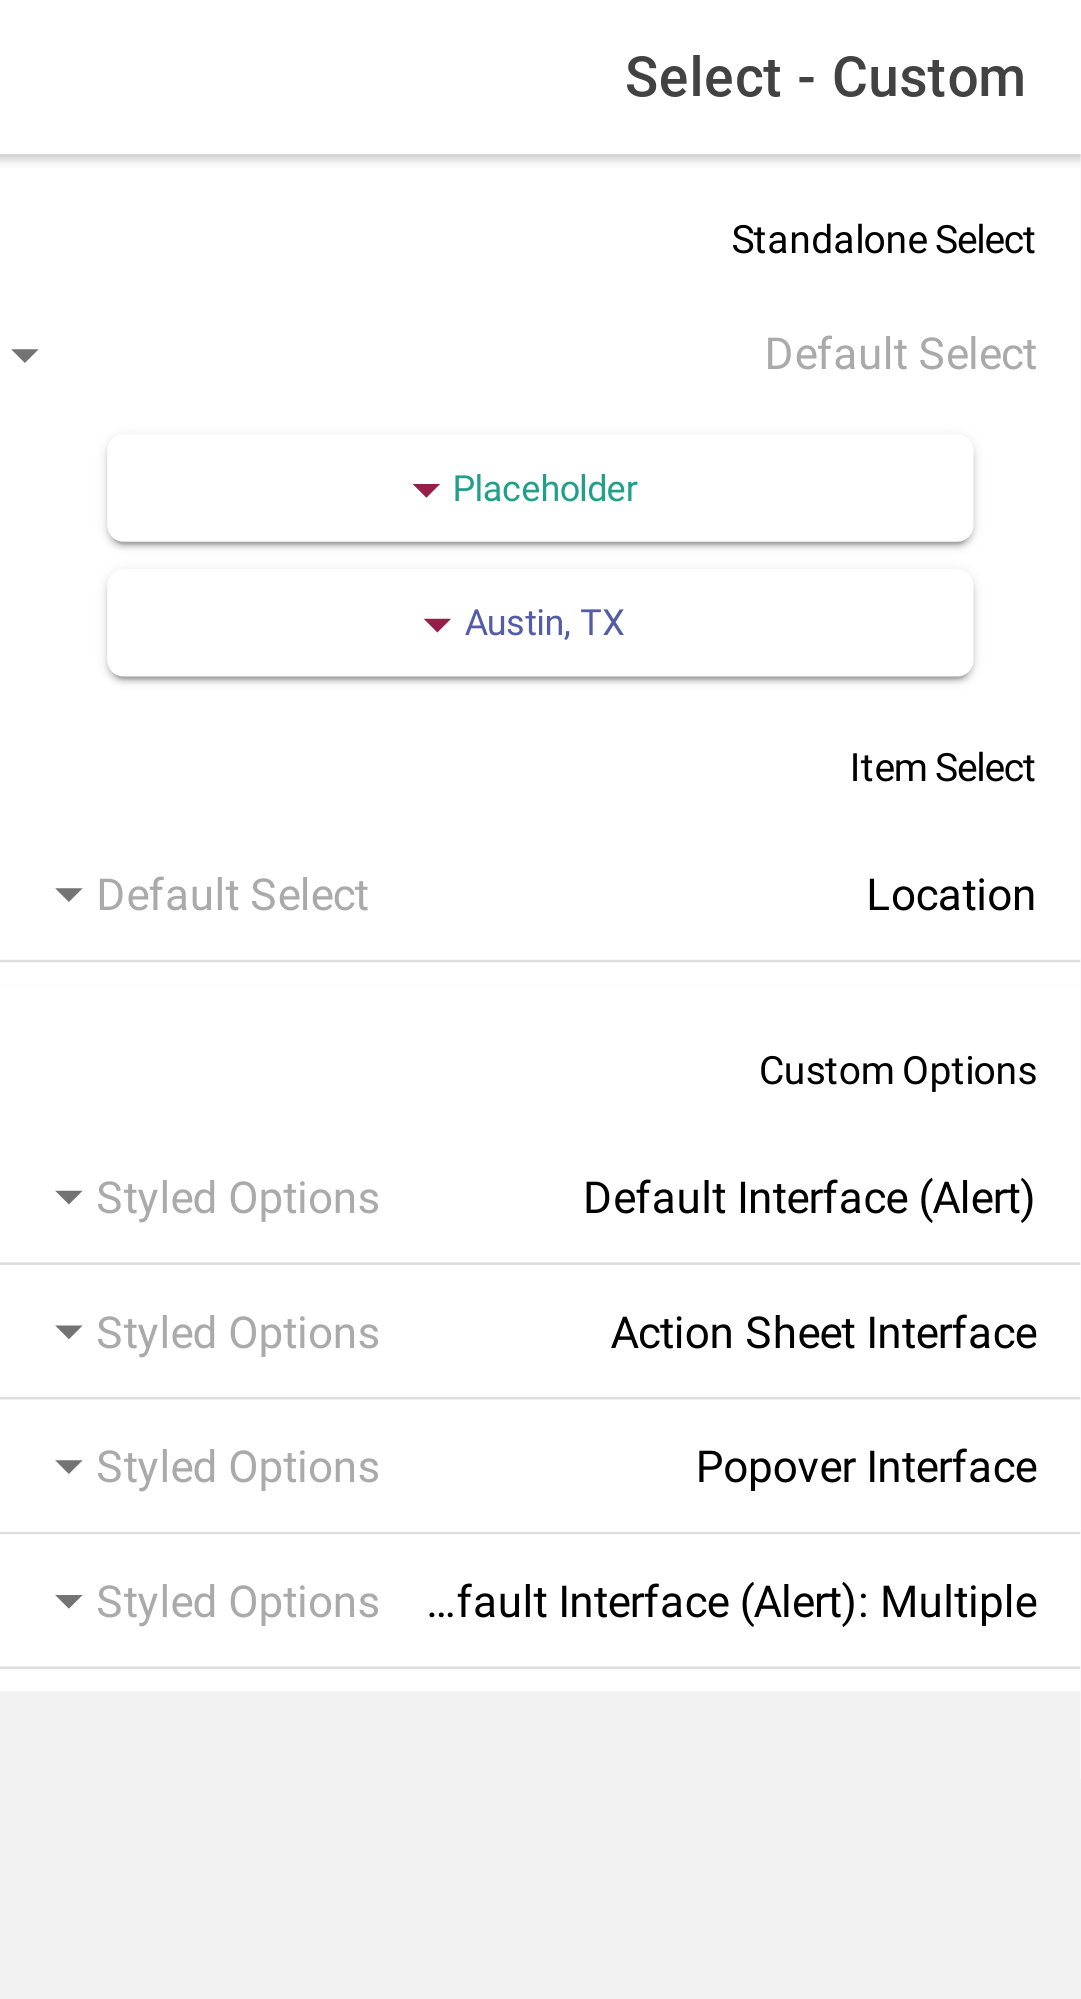 Select - Custom
Standalone Select
Default Select
Placeholder
Austin, TX
Item Select
Location
Default Select
Custom Options
Default Interface (Alert)
Styled Options
Action Sheet Interface
Styled Options
Popover Interface
Styled Options
...fault Interface (Alert): Multiple
Styled Options